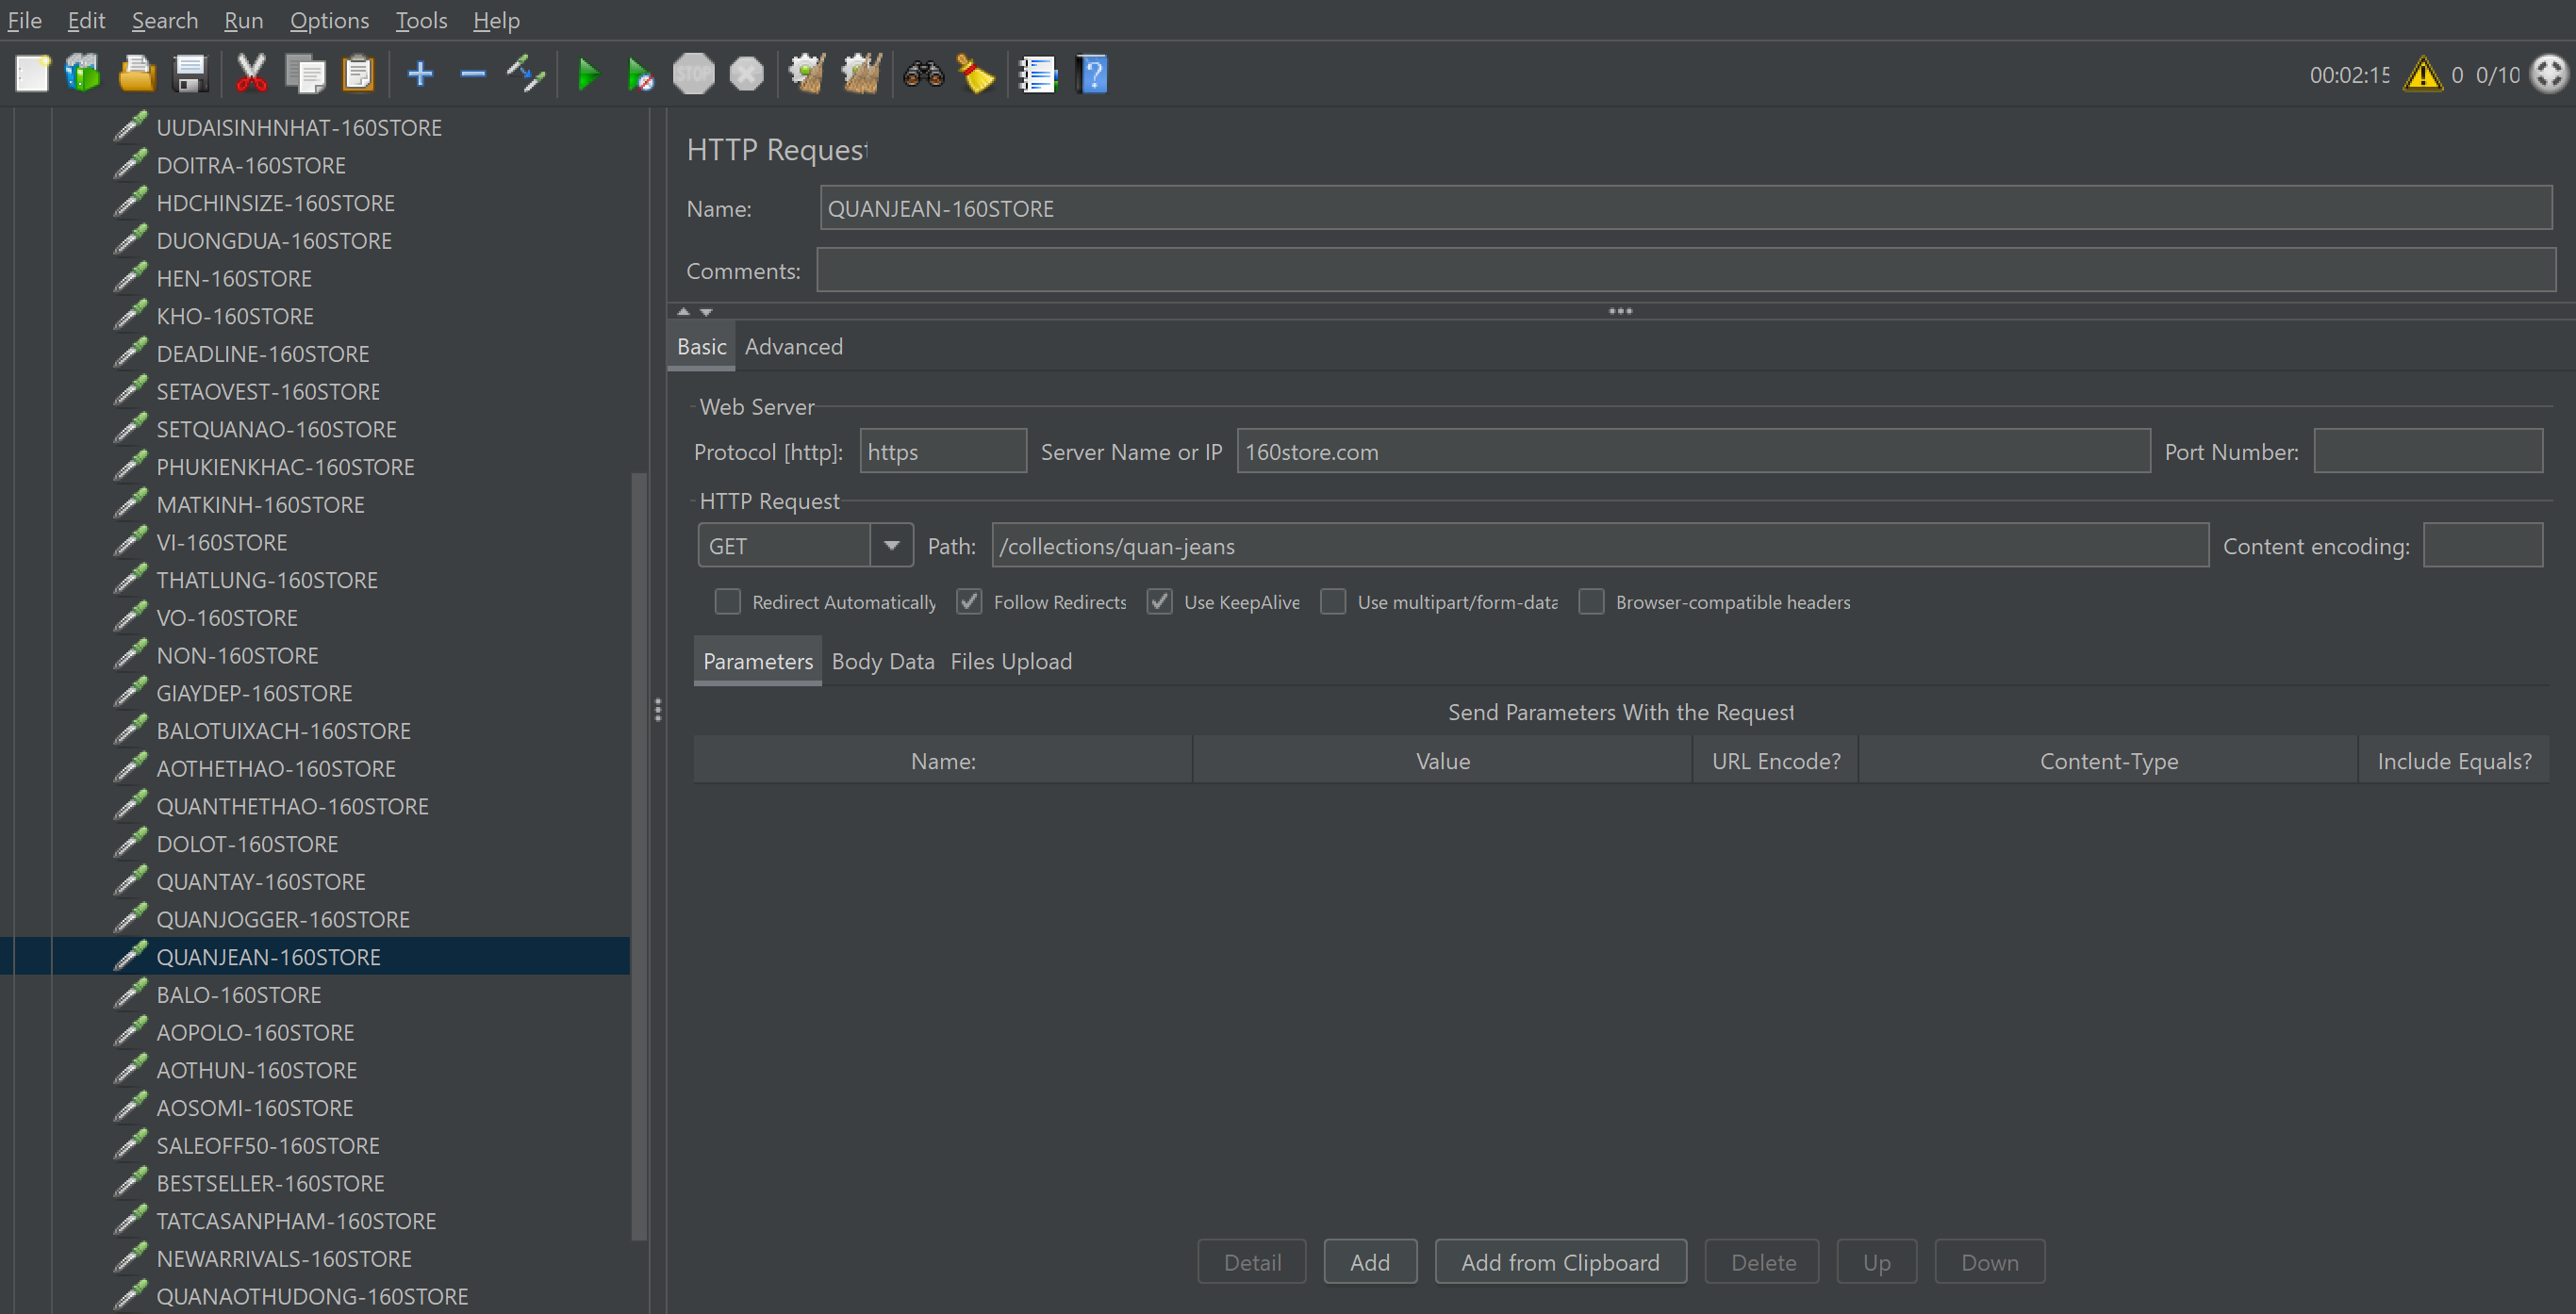 File Edit Search Run Options Tools Help
STOP 00:02:15 0 0/10
UUDAISINHNHAT-160STORE
DOITRA-160STORE
HDCHINSIZE-160STORE
DUONGDUA-160STORE
HEN-160STORE
KHO-160STORE
DEADLINE-160STORE
SETAOVEST-160STORE
SETQUANAO-160STORE
PHUKIENKHAC-160STORE
MATKINH-160STORE
VI-160STORE
THATLUNG-160STORE
VO-160STORE
NON-160STORE
GIAYDEP-160STORE
BALOTUIXACH-160STORE
AOTHETHAO-160STORE
QUANTHETHAO-160STORE
DOLOT-160STORE
QUANTAY-160STORE
QUANJOGGER-160STORE
QUANJEAN-160STORE
BALO-160STORE
AOPOLO-160STORE
AOTHUN-160STORE
AOSOMI-160STORE
SALEOFF50-160STORE
BESTSELLER-160STORE
TATCASANPHAM-160STORE
NEWARRIVALS-160STORE
QUANAOTHUDONG-160STORE
HTTP Request
Name: QUANJEAN-160STORE
Comments:
Basic Advanced
Web Server
Protocol [http]: https Server Name or IP 160store.com Port Number:
HTTP Request
GET Path: /collections/quan-jeans Content encoding:
Redirect Automatically Follow Redirects Use KeepAlive Use multipart/form-data Browser-compatible headers
Parameters Body Data Files Upload
Send Parameters With the Request
Name: Value URL Encode? Content-Type Include Equals?
Detail Add Add from Clipboard Delete Up Down